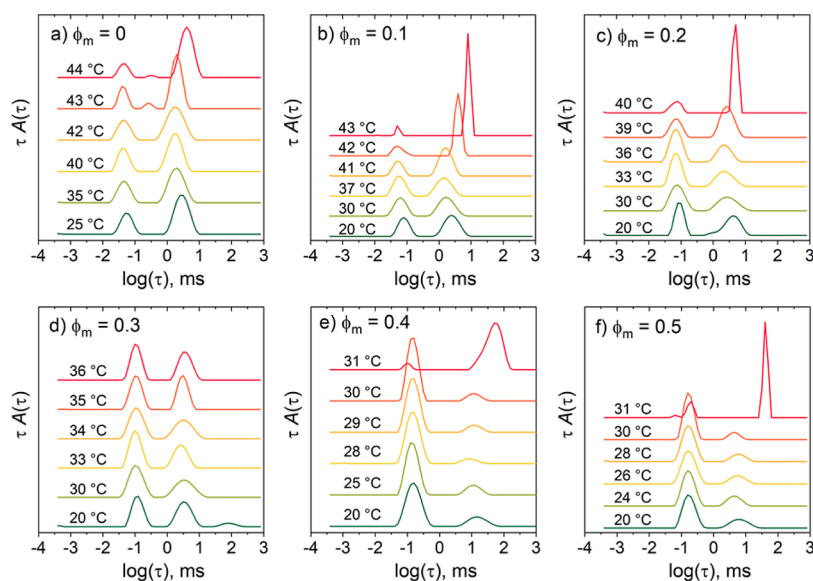 a) ϕm = 0
44 °C
43 °C
42 °C
40 °C
35 °C
25 °C
τ A(τ)
-4 -3 -2 -1 0 1 2 3
log(τ), ms
b) ϕm = 0.1
43 °C
42 °C
41 °C
37 °C
30 °C
20 °C
τ A(τ)
-4 -3 -2 -1 0 1 2 3
log(τ), ms
c) ϕm = 0.2
40 °C
39 °C
36 °C
33 °C
30 °C
20 °C
τ A(τ)
-4 -3 -2 -1 0 1 2 3
log(τ), ms
d) ϕm = 0.3
36 °C
35 °C
34 °C
33 °C
30 °C
20 °C
τ A(τ)
-4 -3 -2 -1 0 1 2 3
log(τ), ms
e) ϕm = 0.4
31 °C
30 °C
29 °C
28 °C
25 °C
20 °C
τ A(τ)
-4 -3 -2 -1 0 1 2 3
log(τ), ms
f) ϕm = 0.5
31 °C
30 °C
28 °C
26 °C
24 °C
20 °C
τ A(τ)
-4 -3 -2 -1 0 1 2 3
log(τ), ms